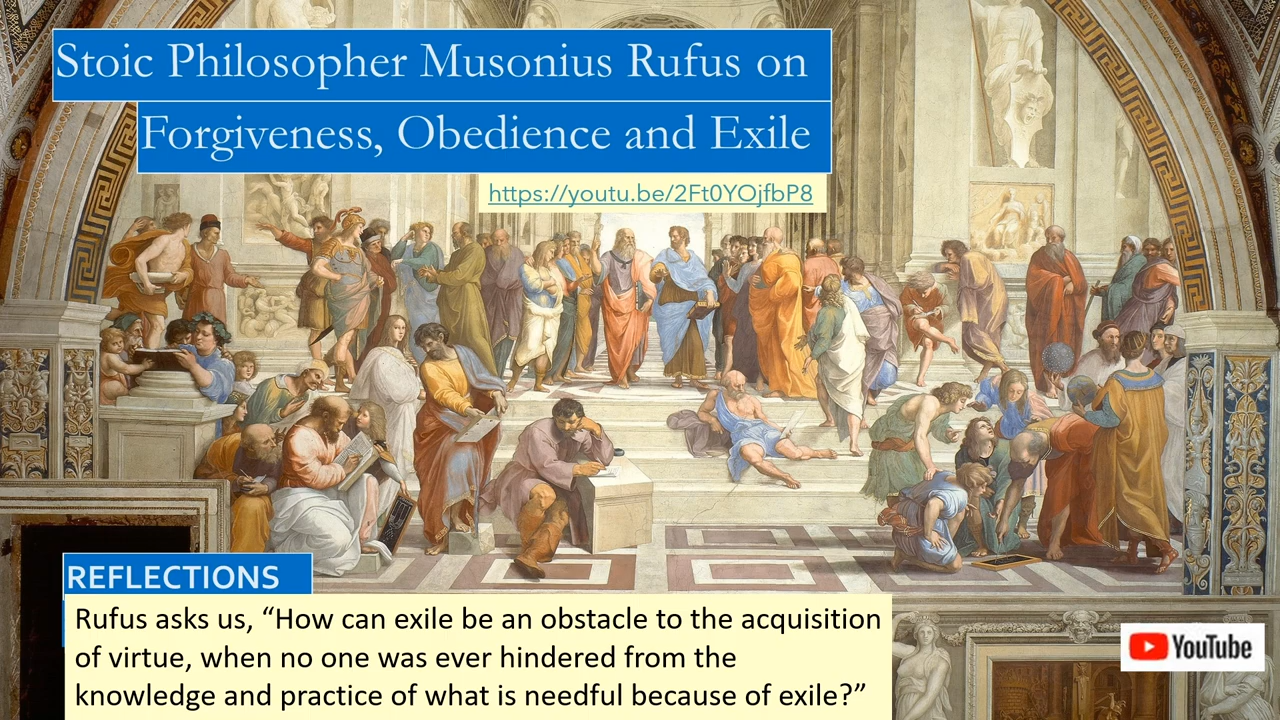 Stoic Philosopher Musonius Rufus on
Forgiveness, Obedience and Exile
https://youtu.be/2Ft0YOjfbP8
REFLECTIONS
Rufus asks us, “How can exile be an obstacle to the acquisition
of virtue, when no one was ever hindered from the
knowledge and practice of what is needful because of exile?”
YouTube